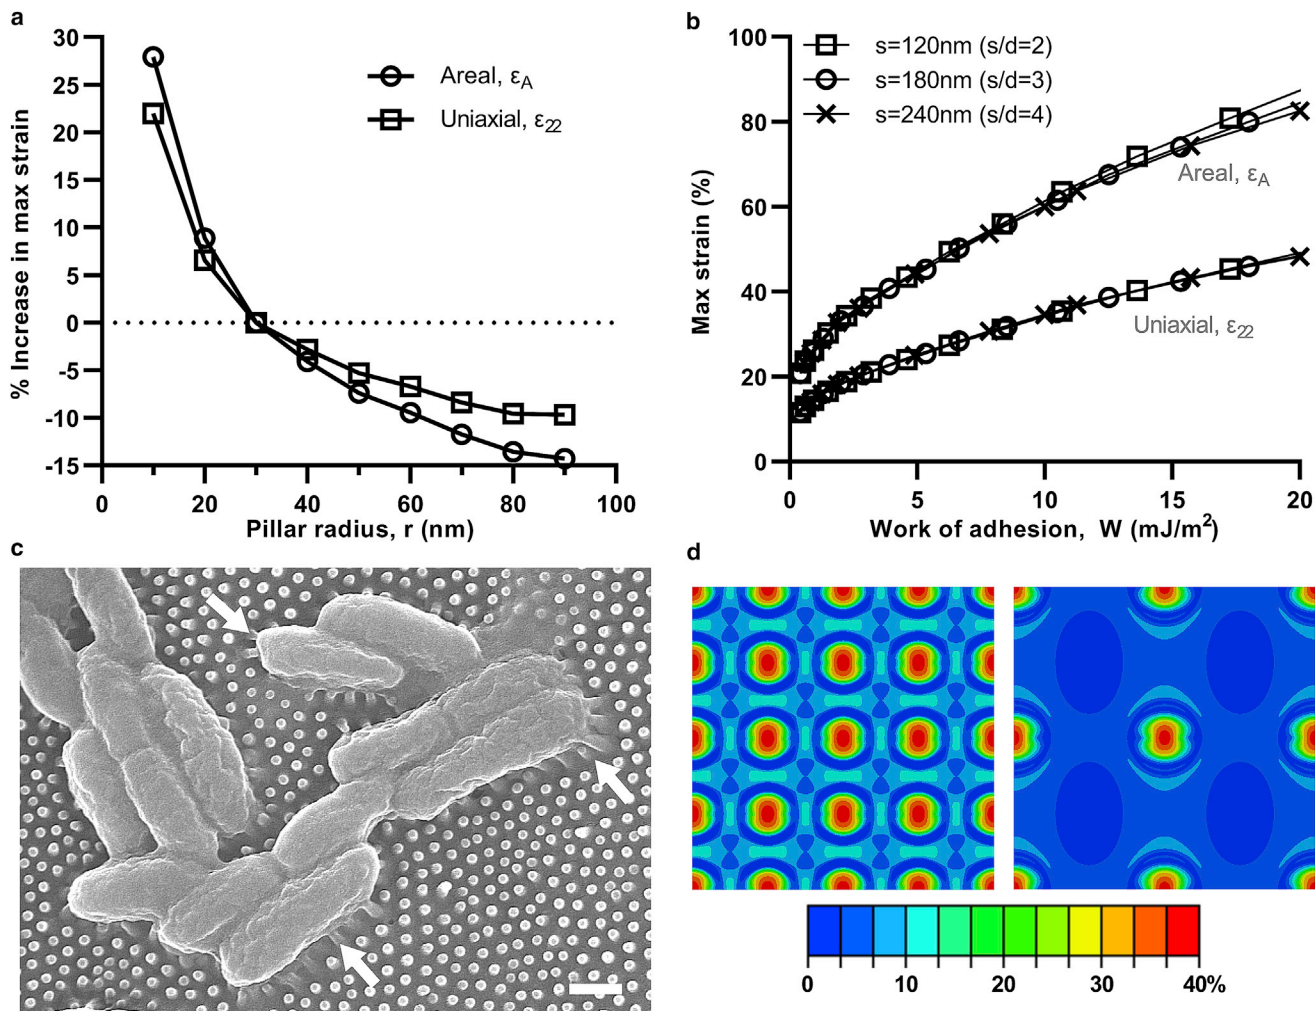 a
30
25
20
15
10
5
0
-5
-10
-15
% Increase in max strain
Areal, εA
Uniaxial, ε22
0 20 40 60 80 100
Pillar radius, r (nm)
b
100
80
60
40
20
0
Max strain (%)
s=120nm (s/d=2)
s=180nm (s/d=3)
s=240nm (s/d=4)
Areal, εA
Uniaxial, ε22
0 5 10 15 20
Work of adhesion, W (mJ/m²)
c
d
0 10 20 30 40%